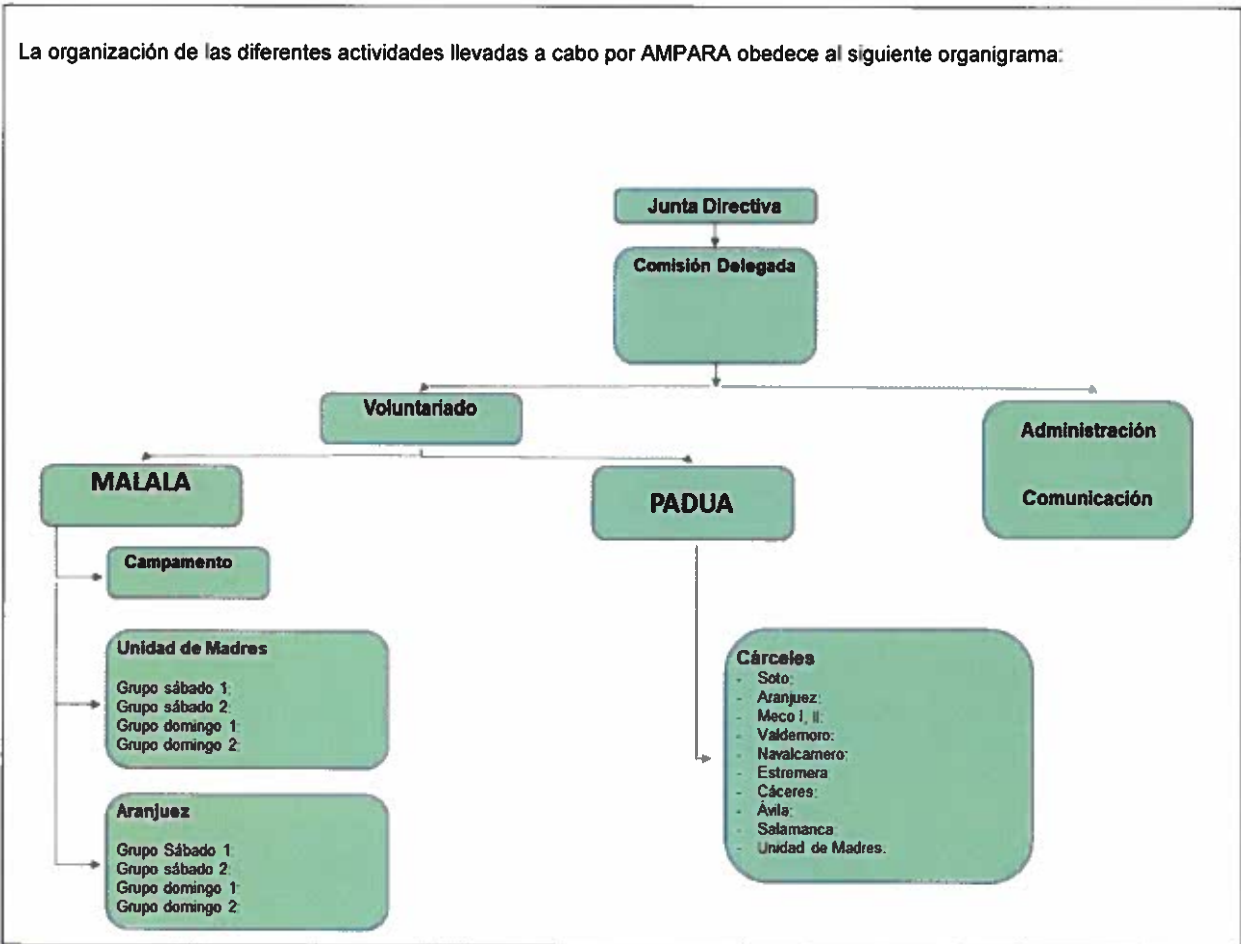 La organización de las diferentes actividades llevadas a cabo por AMPARA obedece al siguiente organigrama:
Junta Directiva
Comisión Delegada
Voluntariado
Administración
Comunicación
MALALA
PADUA
Campamento
Unidad de Madres
Grupo sábado 1:
Grupo sábado 2:
Grupo domingo 1:
Grupo domingo 2:
Aranjuez
Grupo Sábado 1:
Grupo sábado 2:
Grupo domingo 1:
Grupo domingo 2:
Cárceles
- Soto:
- Aranjuez:
- Meco I, II:
- Valdemoro:
- Navalcarnero:
- Estremera:
- Cáceres:
- Ávila:
- Salamanca:
- Unidad de Madres: